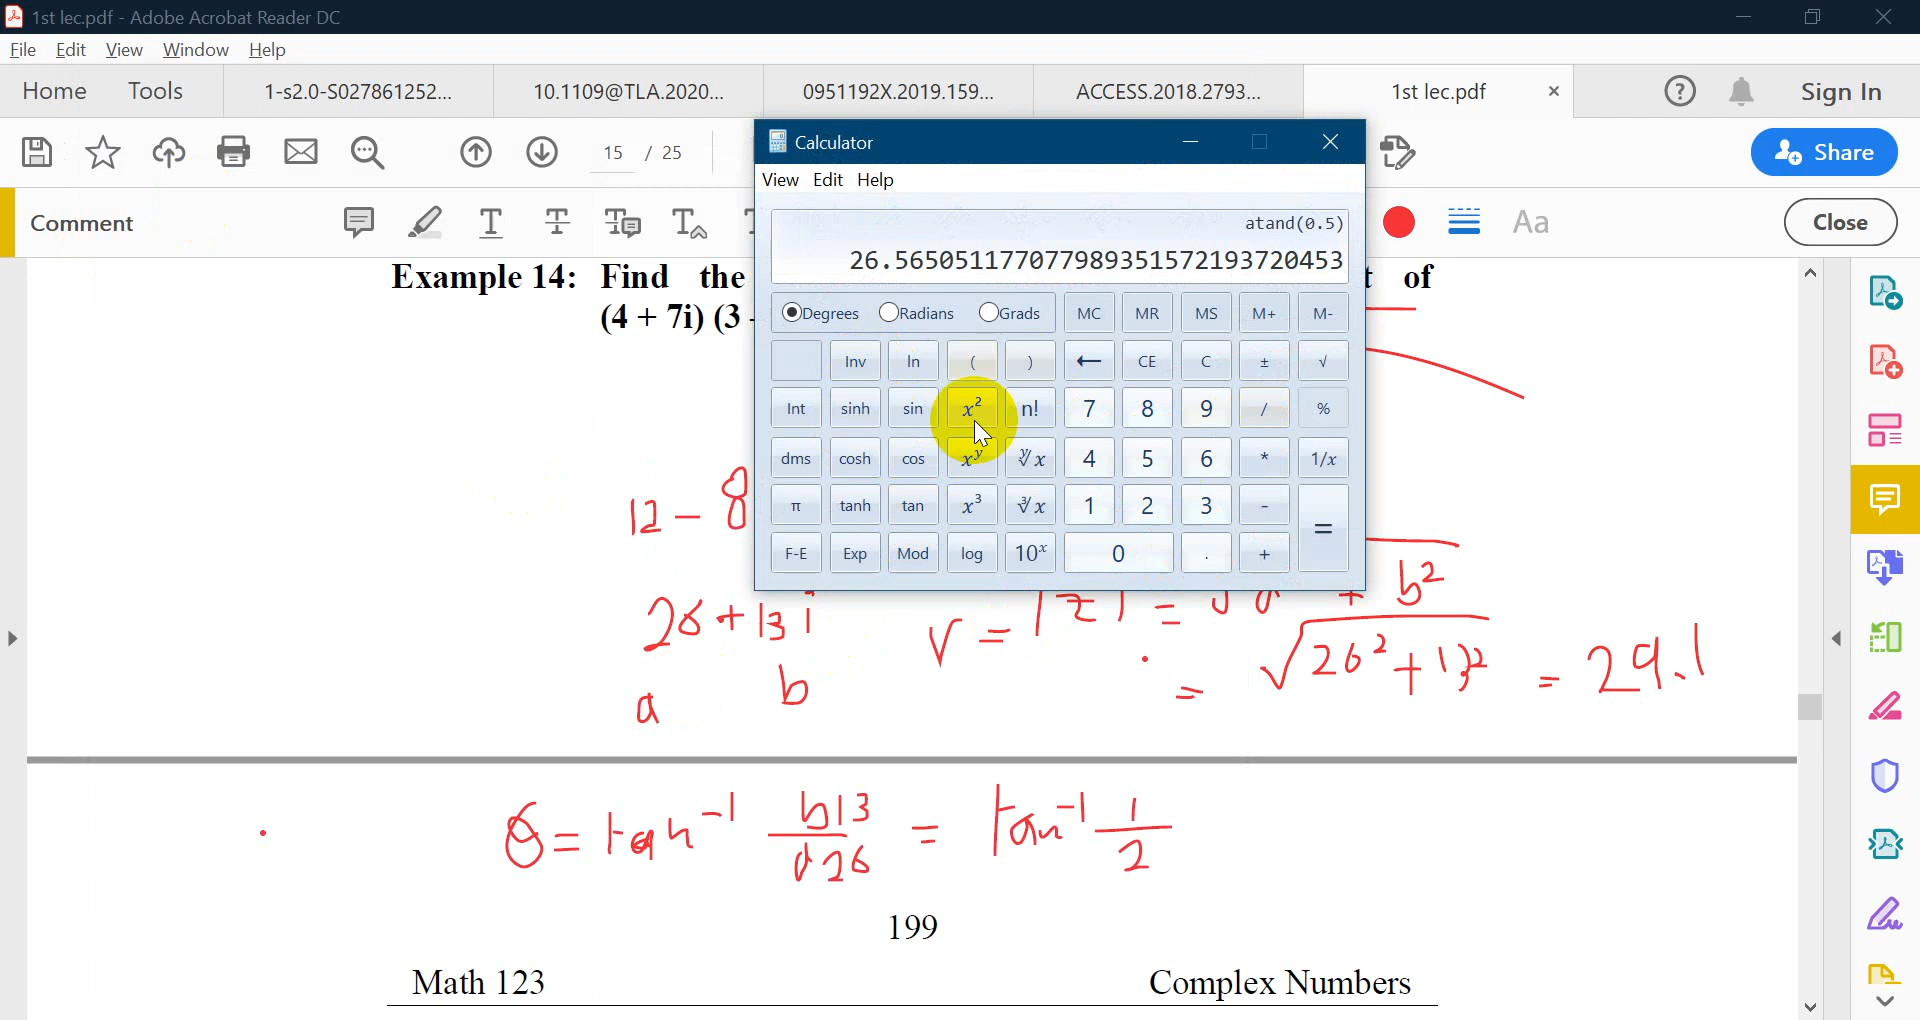 1st lec.pdf - Adobe Acrobat Reader DC
File Edit View Window Help
Home Tools 1-s2.0-S027861252... 10.1109@TLA.2020... 0951192X.2019.159... ACCESS.2018.2793... 1st lec.pdf × ? Sign In
15 / 25 Share
Comment T T T T Aa Close
Calculator
View Edit Help
atand(0.5)
26.565051177077989351572193720453
Degrees Radians Grads MC MR MS M+ M-
Inv ln ( ) ← CE C ± √
Int sinh sin x² n! 7 8 9 / %
dms cosh cos xʸ ʸ√x 4 5 6 * 1/x
π tanh tan x³ ³√x 1 2 3 - =
F-E Exp Mod log 10ˣ 0 . +
Example 14: Find the of
(4 + 7i) (3
12 - 8
26 + 13 i
a b
r = |z| = + b²
= √26² + 13² = 29.1
θ = tan⁻¹ b13 / a26 = tan⁻¹ 1/2
199
Math 123 Complex Numbers